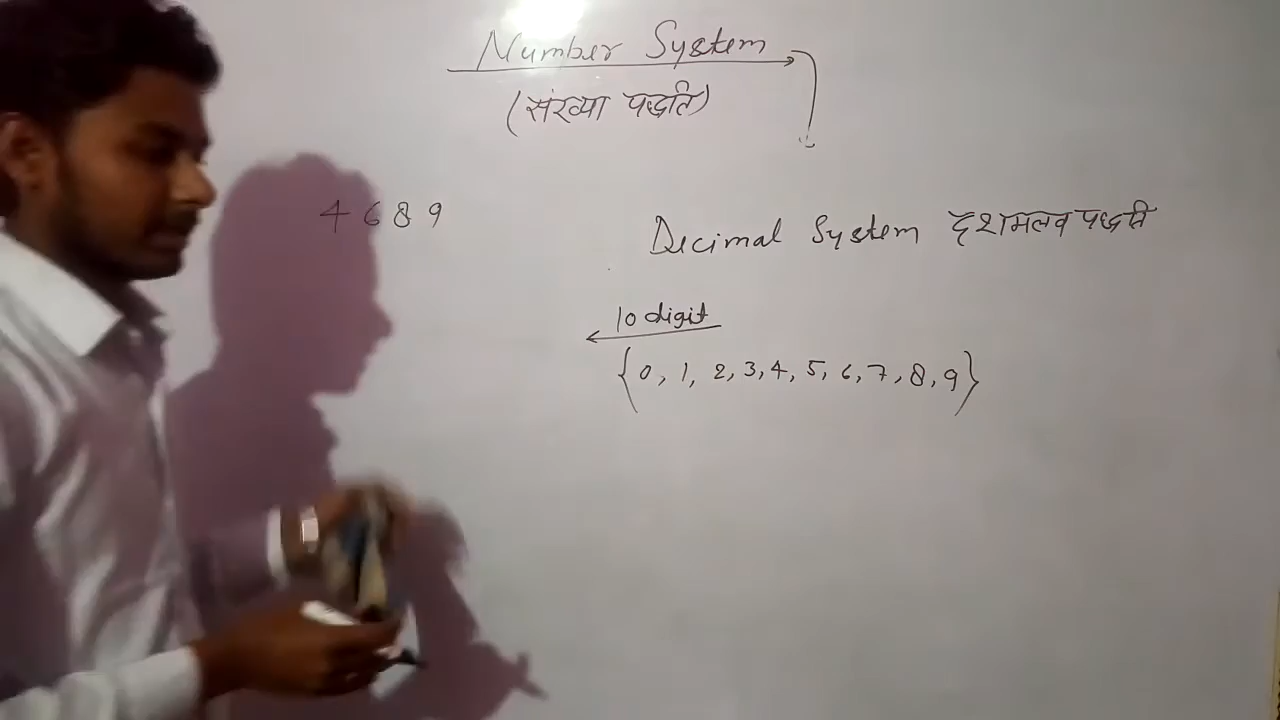 Number System
(संख्या पद्धति)
4 6 8 9
Decimal System दशमलव पद्धति
10 digit
{0, 1, 2, 3, 4, 5, 6, 7, 8, 9}